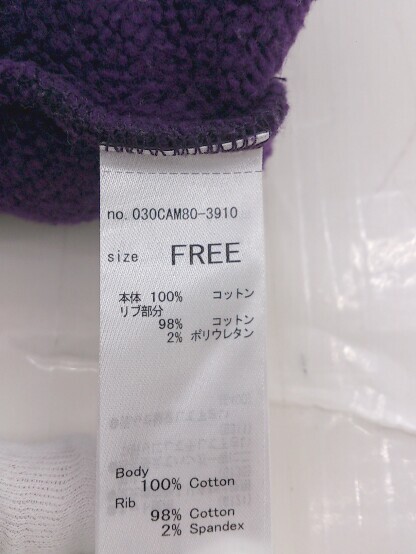 no. 030CAM80-3910
size FREE
本体 100% コットン
リブ部分
98% コットン
2% ポリウレタン
Body
100% Cotton
Rib
98% Cotton
2% Spandex